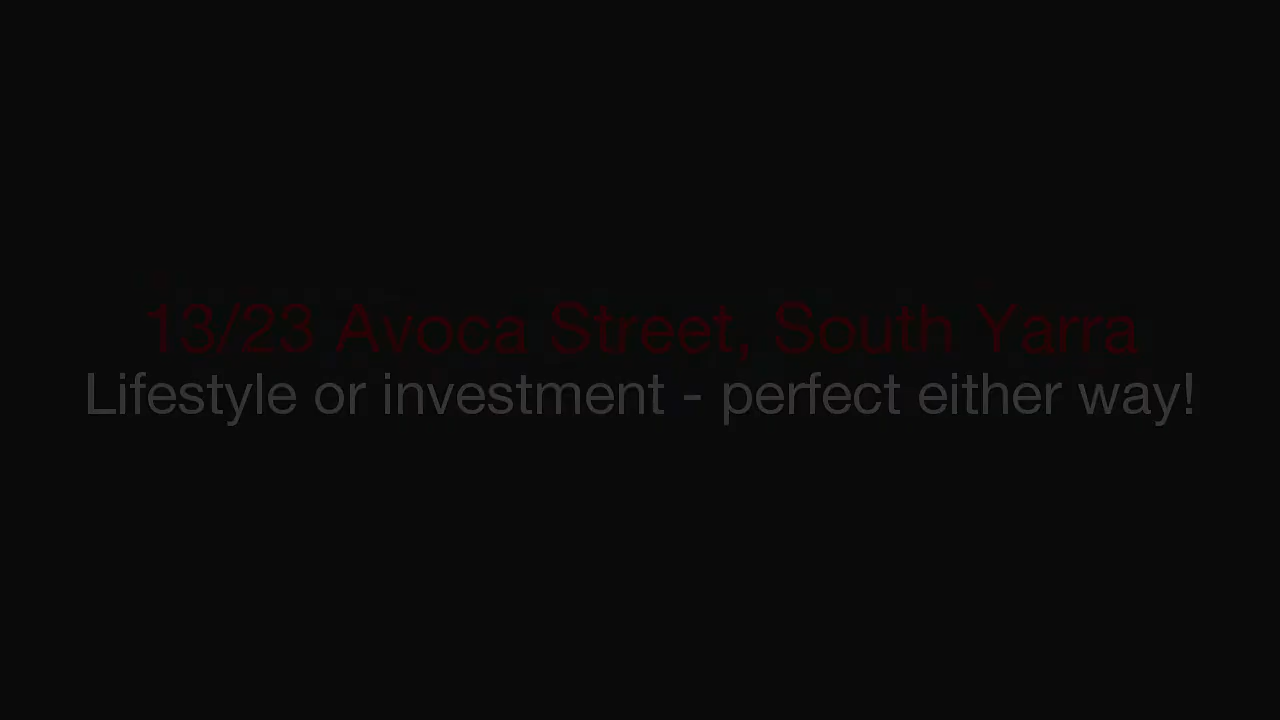 13/23 Avoca Street, South Yarra
Lifestyle or investment - perfect either way!